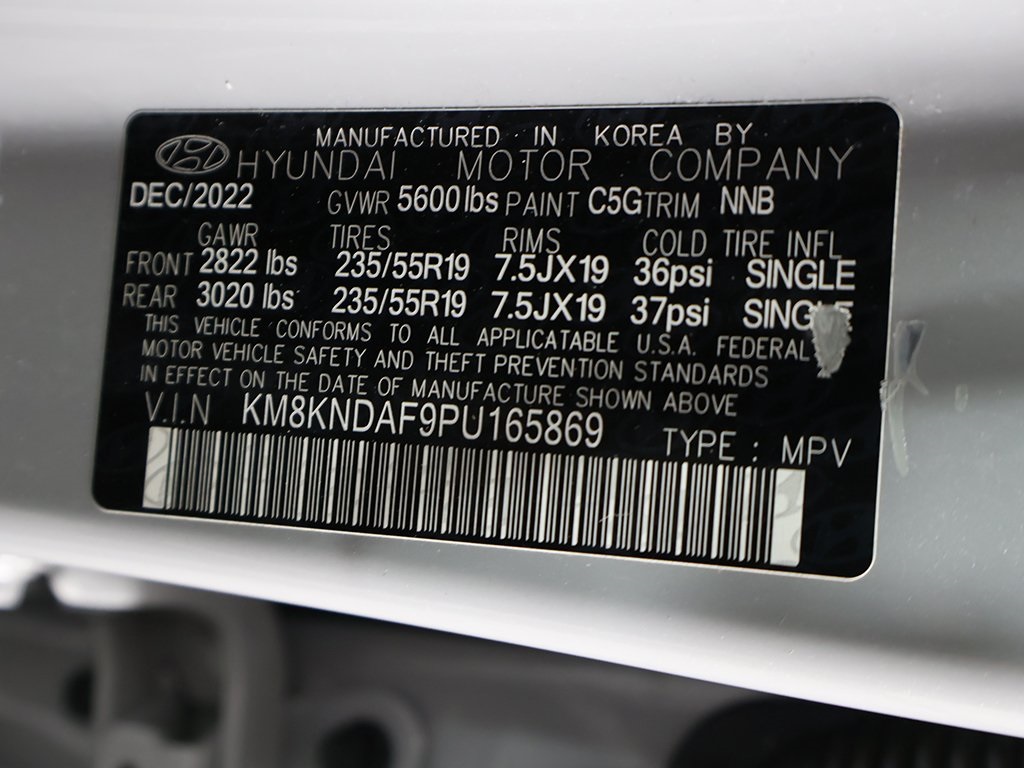 MANUFACTURED IN KOREA BY
HYUNDAI MOTOR COMPANY
DEC/2022 GVWR 5600lbs PAINT C5G TRIM NNB
GAWR TIRES RIMS COLD TIRE INFL
FRONT 2822 lbs 235/55R19 7.5JX19 36psi SINGLE
REAR 3020 lbs 235/55R19 7.5JX19 37psi
THIS VEHICLE CONFORMS TO ALL APPLICATABLE U.S.A. FEDERAL
MOTOR VEHICLE SAFETY AND THEFT PREVENTION STANDARDS
IN EFFECT ON THE DATE OF MANUFACTURE SHOWN ABOVE
V.I.N KM8KNDAF9PU165869 TYPE : MPV